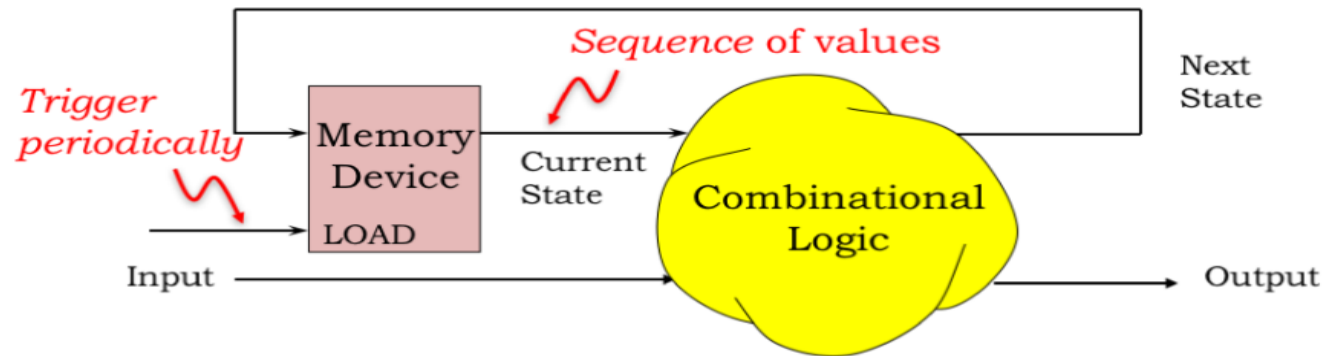 Sequence of values
Next
State
Trigger
periodically
Memory
Device
Current
State
Combinational
Logic
LOAD
Input
Output